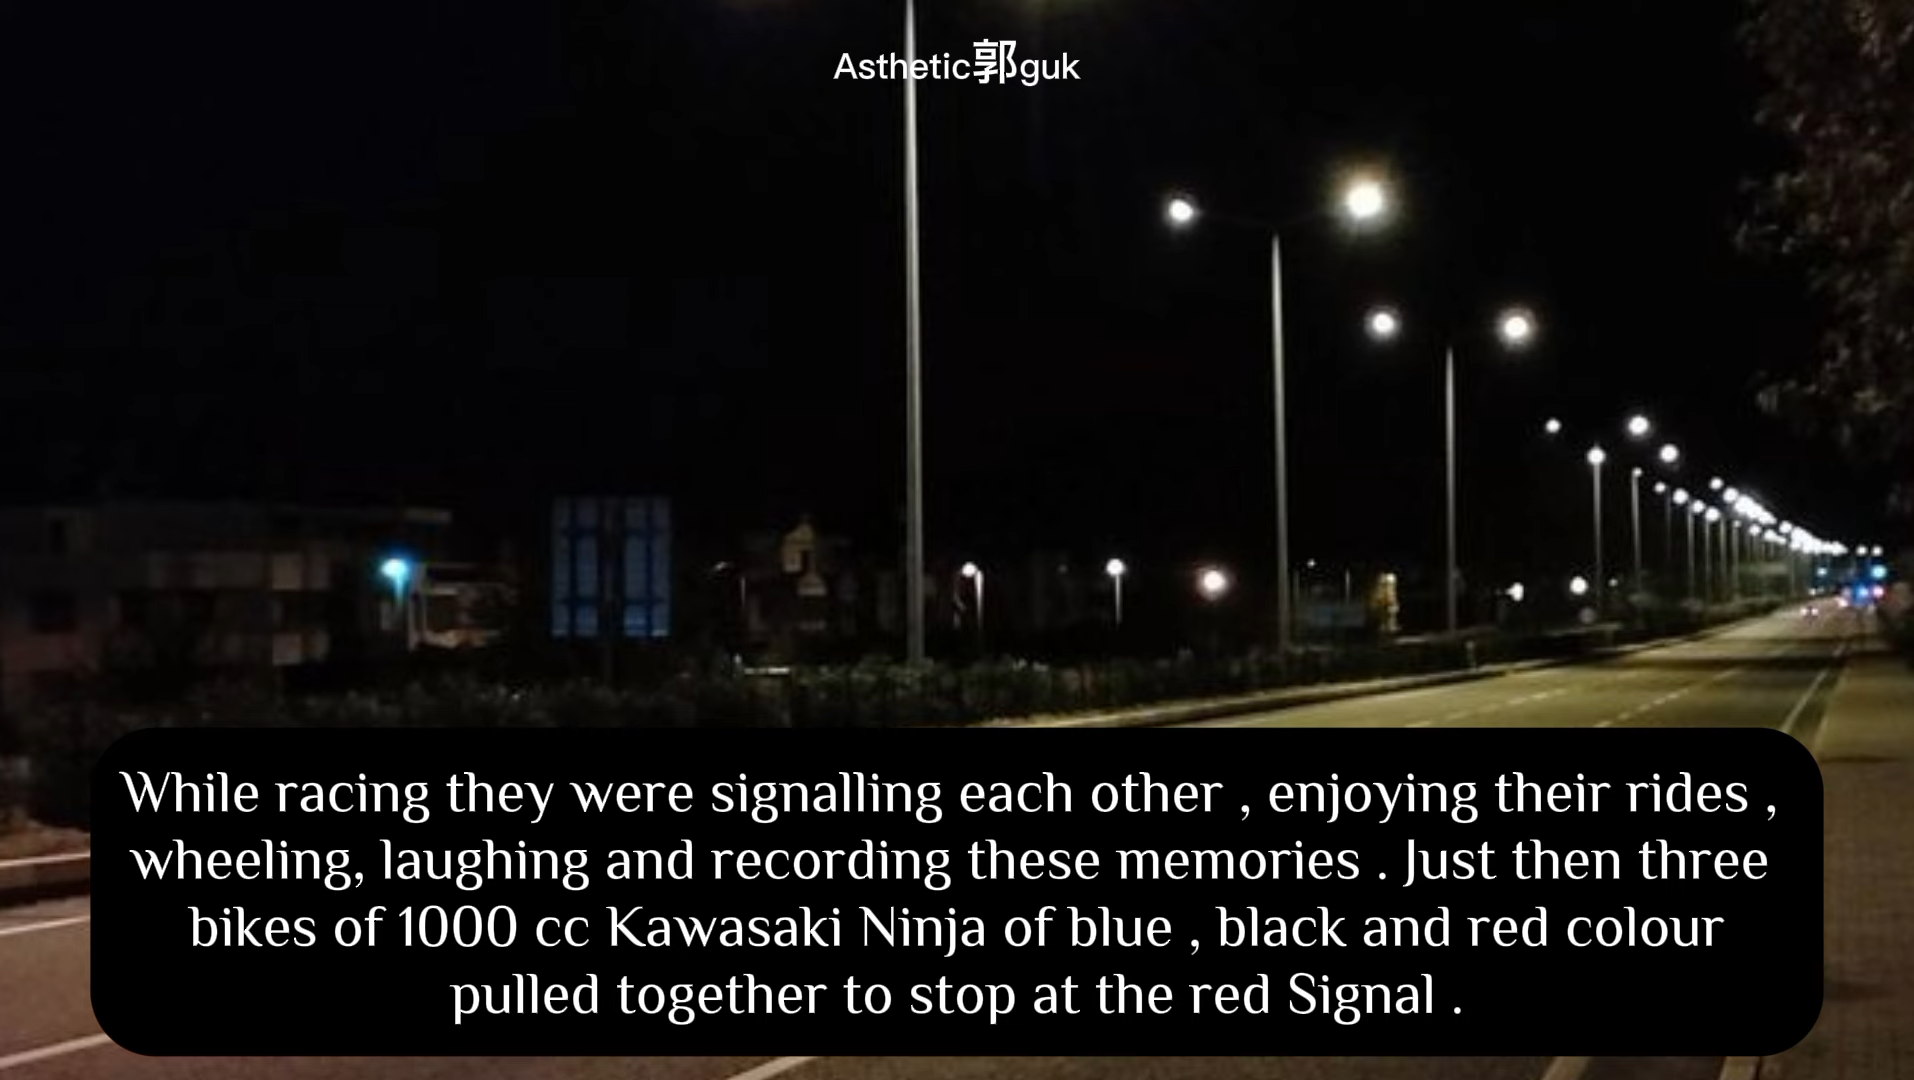 Asthetic郭guk
While racing they were signalling each other , enjoying their rides ,
wheeling, laughing and recording these memories . Just then three
bikes of 1000 cc Kawasaki Ninja of blue , black and red colour
pulled together to stop at the red Signal .